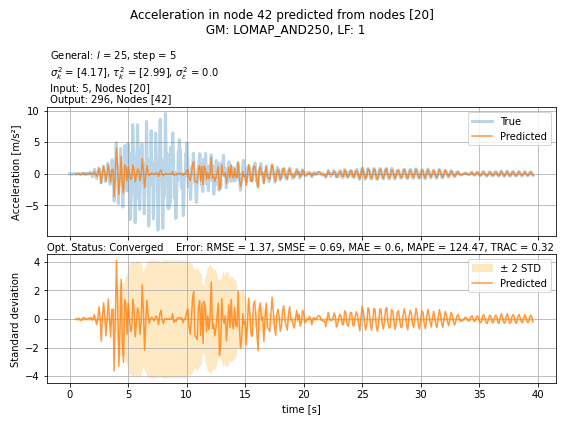 Acceleration in node 42 predicted from nodes [20]
GM: LOMAP_AND250, LF: 1
General: l = 25, step = 5
σ²ₖ = [4.17], τ²ₖ = [2.99], σ²ε = 0.0
Input: 5, Nodes [20]
Output: 296, Nodes [42]
10
5
0
−5
Acceleration [m/s²]
True
Predicted
Opt. Status: Converged    Error: RMSE = 1.37, SMSE = 0.69, MAE = 0.6, MAPE = 124.47, TRAC = 0.32
4
2
0
−2
−4
Standard deviation
± 2 STD
Predicted
0 5 10 15 20 25 30 35 40
time [s]